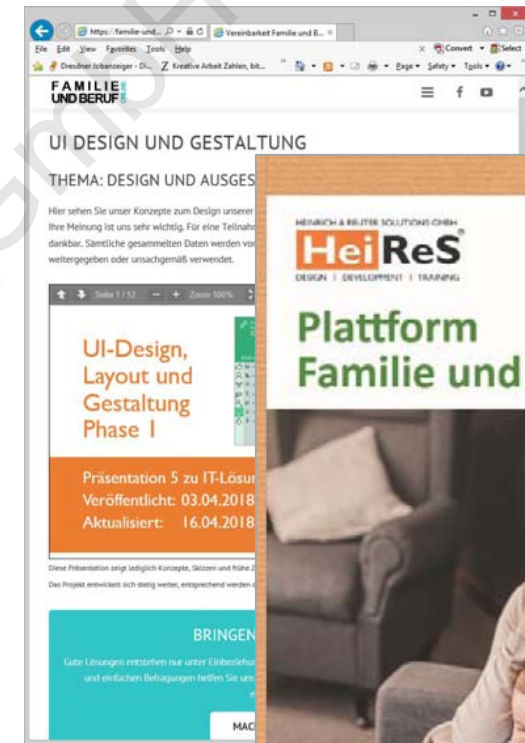 https://familie-und...
Vereinbarkeit Familie und B...
File Edit View Favorites Tools Help
Convert Select
Dresdner Jobanzeiger - Di... Kreative Arbeit Zahlen, bit...
Page Safety Tools
FAMILIE
UND BERUF
UI DESIGN UND GESTALTUNG
THEMA: DESIGN UND AUSGES
Hier sehen Sie unser Konzepte zum Design unserer
Ihre Meinung ist uns sehr wichtig. Für eine Teilnahm
dankbar. Sämtliche gesammelten Daten werden vo
weitergegeben oder unsachgemäß verwendet.
Seite 1 / 52 Zoom 100%
UI-Design,
Layout und
Gestaltung
Phase 1
Präsentation 5 zu IT-Lösu
Veröffentlicht: 03.04.2018
Aktualisiert: 16.04.2018
Diese Präsentation zeigt lediglich Konzepte, Skizzen und frühe Z
Das Projekt entwickelt sich stetig weiter, entsprechend werden
BRINGEN
Gute Lösungen entstehen nur unter Einbeziehu
und einfachen Befragungen helfen Sie uns
MAC
HEINRICH & REUTER SOLUTIONS GMBH
HeiReS
DESIGN | DEVELOPMENT | TRAINING
Plattform
Familie und
GmbH